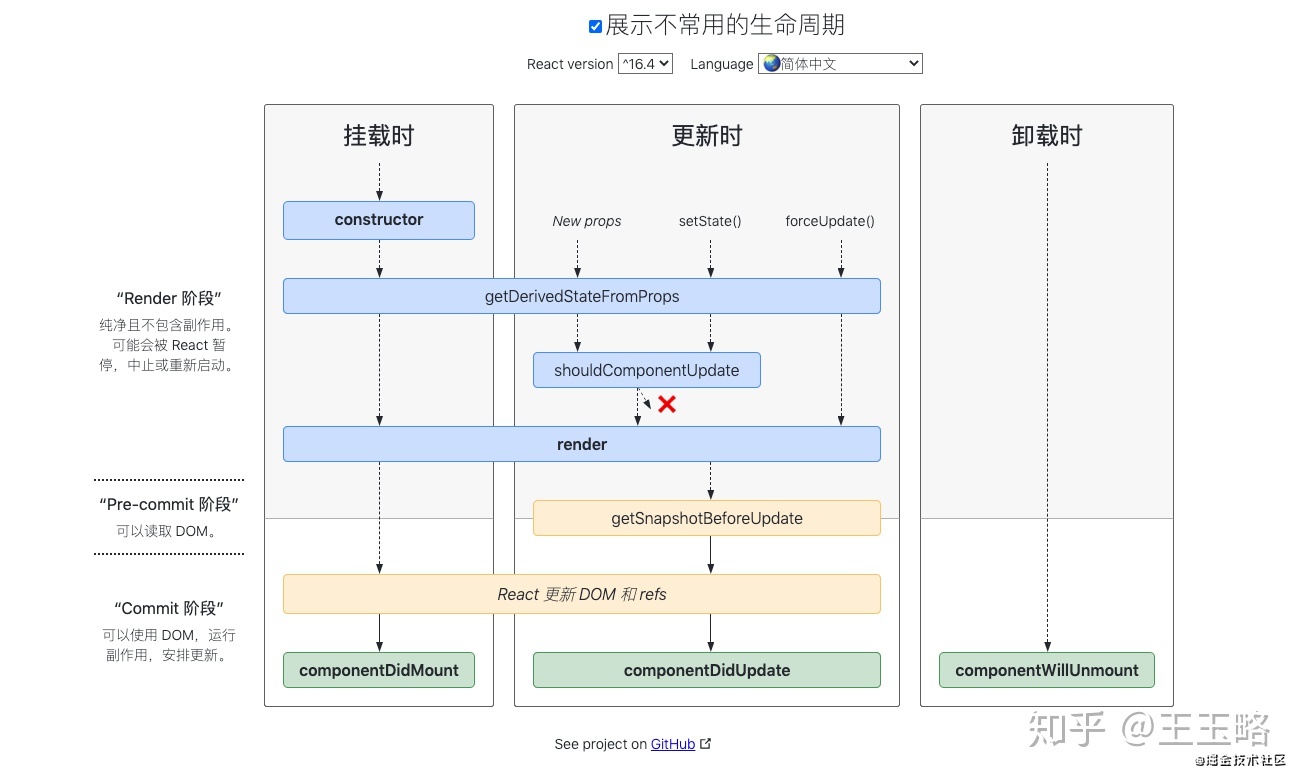 展示不常用的生命周期
React version ^16.4 Language 简体中文
挂载时 更新时 卸载时
constructor
New props setState() forceUpdate()
“Render 阶段”
纯净且不包含副作用。
可能会被 React 暂
停，中止或重新启动。
getDerivedStateFromProps
shouldComponentUpdate
render
“Pre-commit 阶段”
可以读取 DOM。
getSnapshotBeforeUpdate
“Commit 阶段”
可以使用 DOM，运行
副作用，安排更新。
React 更新 DOM 和 refs
componentDidMount componentDidUpdate componentWillUnmount
See project on GitHub
知乎 @王玉略
@掘金技术社区